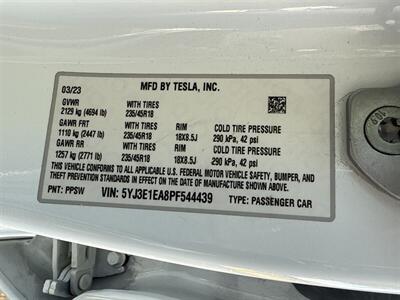 03/23 MFD BY TESLA, INC.
GVWR WITH TIRES
2129 kg (4694 lb) 235/45R18
GAWR FRT WITH TIRES RIM COLD TIRE PRESSURE
1110 kg (2447 lb) 235/45R18 18X8.5J 290 kPa, 42 psi
GAWR RR WITH TIRES RIM COLD TIRE PRESSURE
1257 kg (2771 lb) 235/45R18 18X8.5J 290 kPa, 42 psi
THIS VEHICLE CONFORMS TO ALL APPLICABLE U.S. FEDERAL MOTOR VEHICLE SAFETY, BUMPER, AND
THEFT PREVENTION STANDARDS IN EFFECT ON THE DATE OF MANUFACTURE SHOWN ABOVE.
PNT: PPSW VIN: 5YJ3E1EA8PF544439 TYPE: PASSENGER CAR